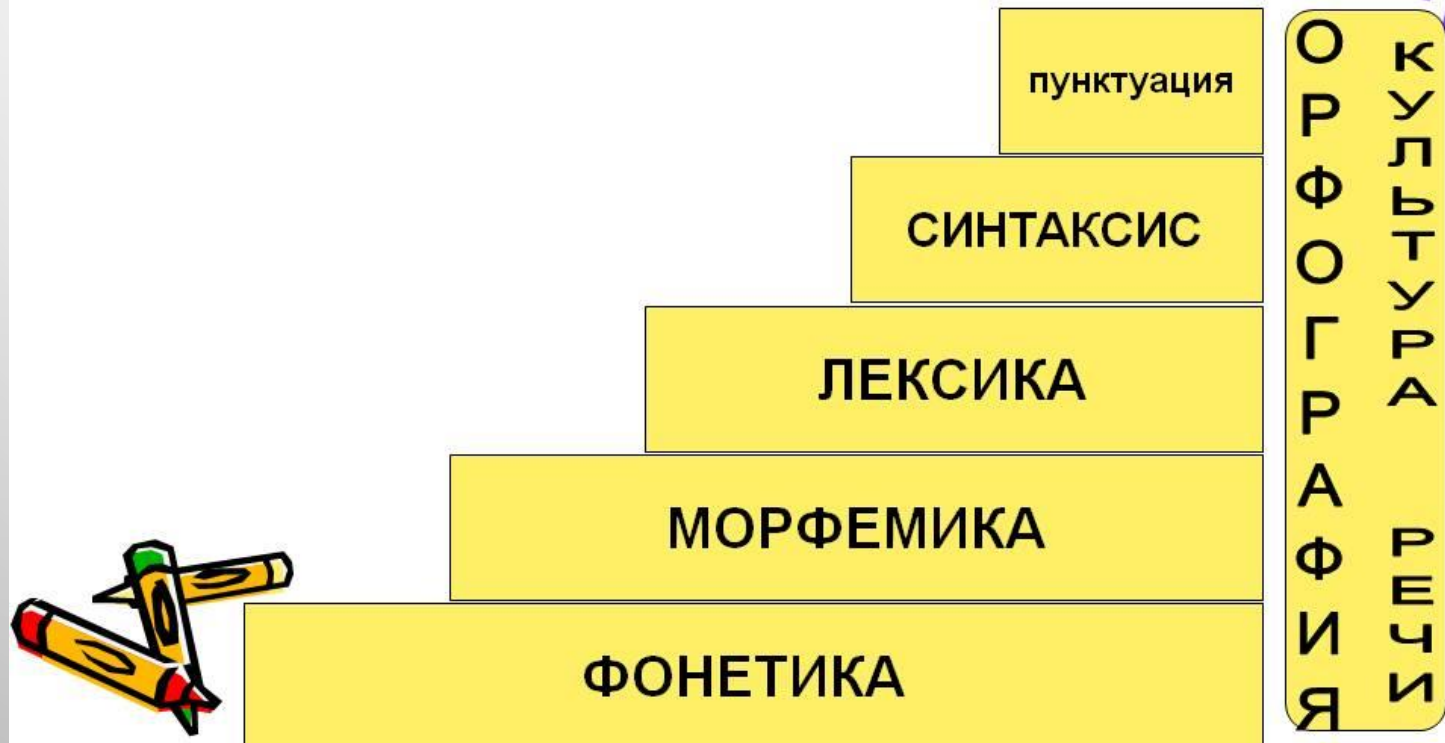 пунктуация
СИНТАКСИС
ЛЕКСИКА
МОРФЕМИКА
ФОНЕТИКА
ОРФОГРАФИЯ
КУЛЬТУРА РЕЧИ